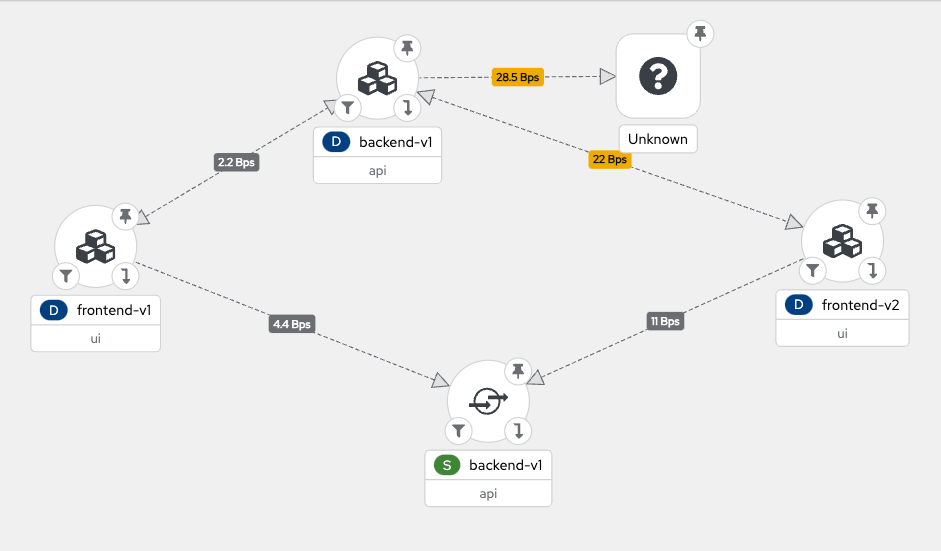 28.5 Bps
Unknown
D backend-v1
api
22 Bps
2.2 Bps
D frontend-v1
ui
D frontend-v2
ui
4.4 Bps
11 Bps
S backend-v1
api